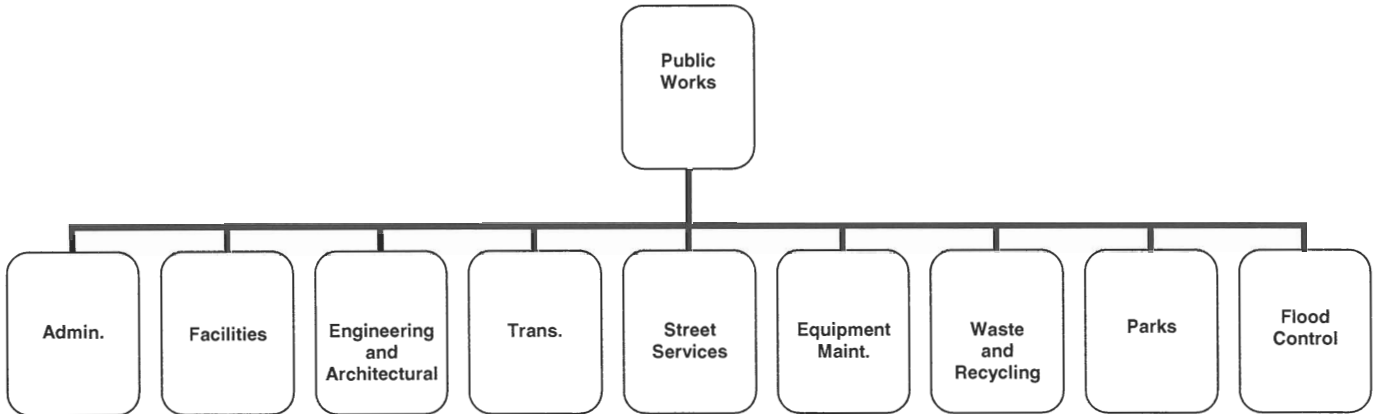 Public
Works
Admin.
Facilities
Engineering
and
Architectural
Trans.
Street
Services
Equipment
Maint.
Waste
and
Recycling
Parks
Flood
Control